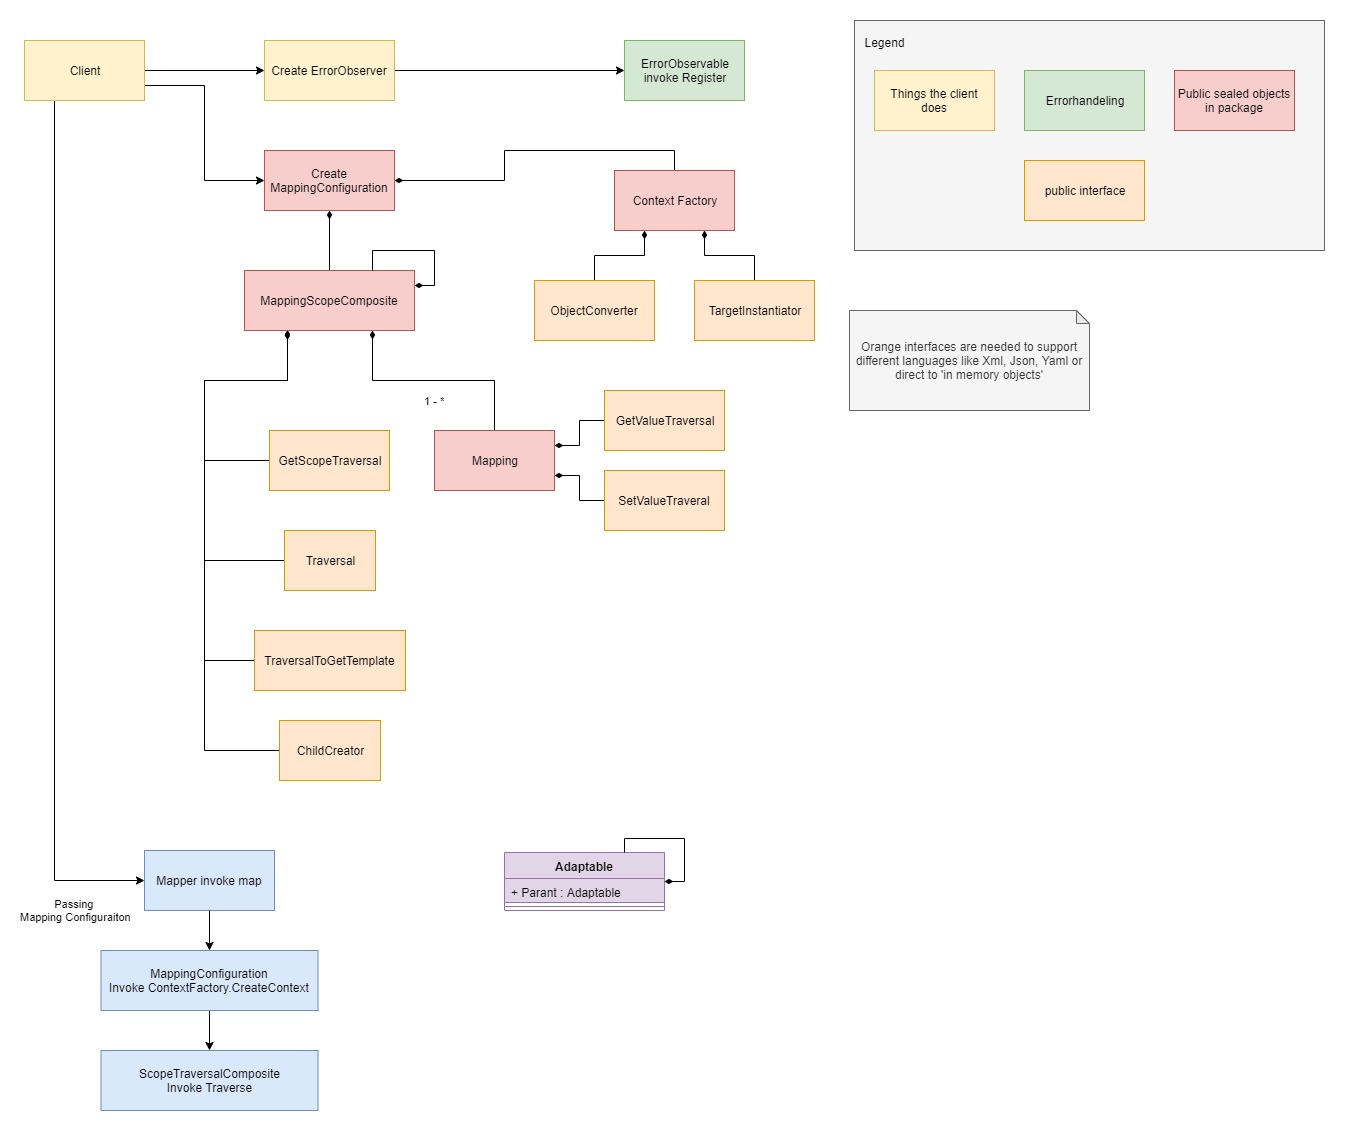 Client
Create ErrorObserver
ErrorObservable
invoke Register
Legend
Things the client
does
Errorhandeling
Public sealed objects
in package
public interface
Create
MappingConfiguration
Context Factory
MappingScopeComposite
ObjectConverter
TargetInstantiator
Orange interfaces are needed to support
different languages like Xml, Json, Yaml or
direct to 'in memory objects'
1 - *
GetValueTraversal
GetScopeTraversal
Mapping
SetValueTraveral
Traversal
TraversalToGetTemplate
ChildCreator
Mapper invoke map
Adaptable
+ Parant : Adaptable
Passing
Mapping Configuraiton
MappingConfiguration
Invoke ContextFactory.CreateContext
ScopeTraversalComposite
Invoke Traverse